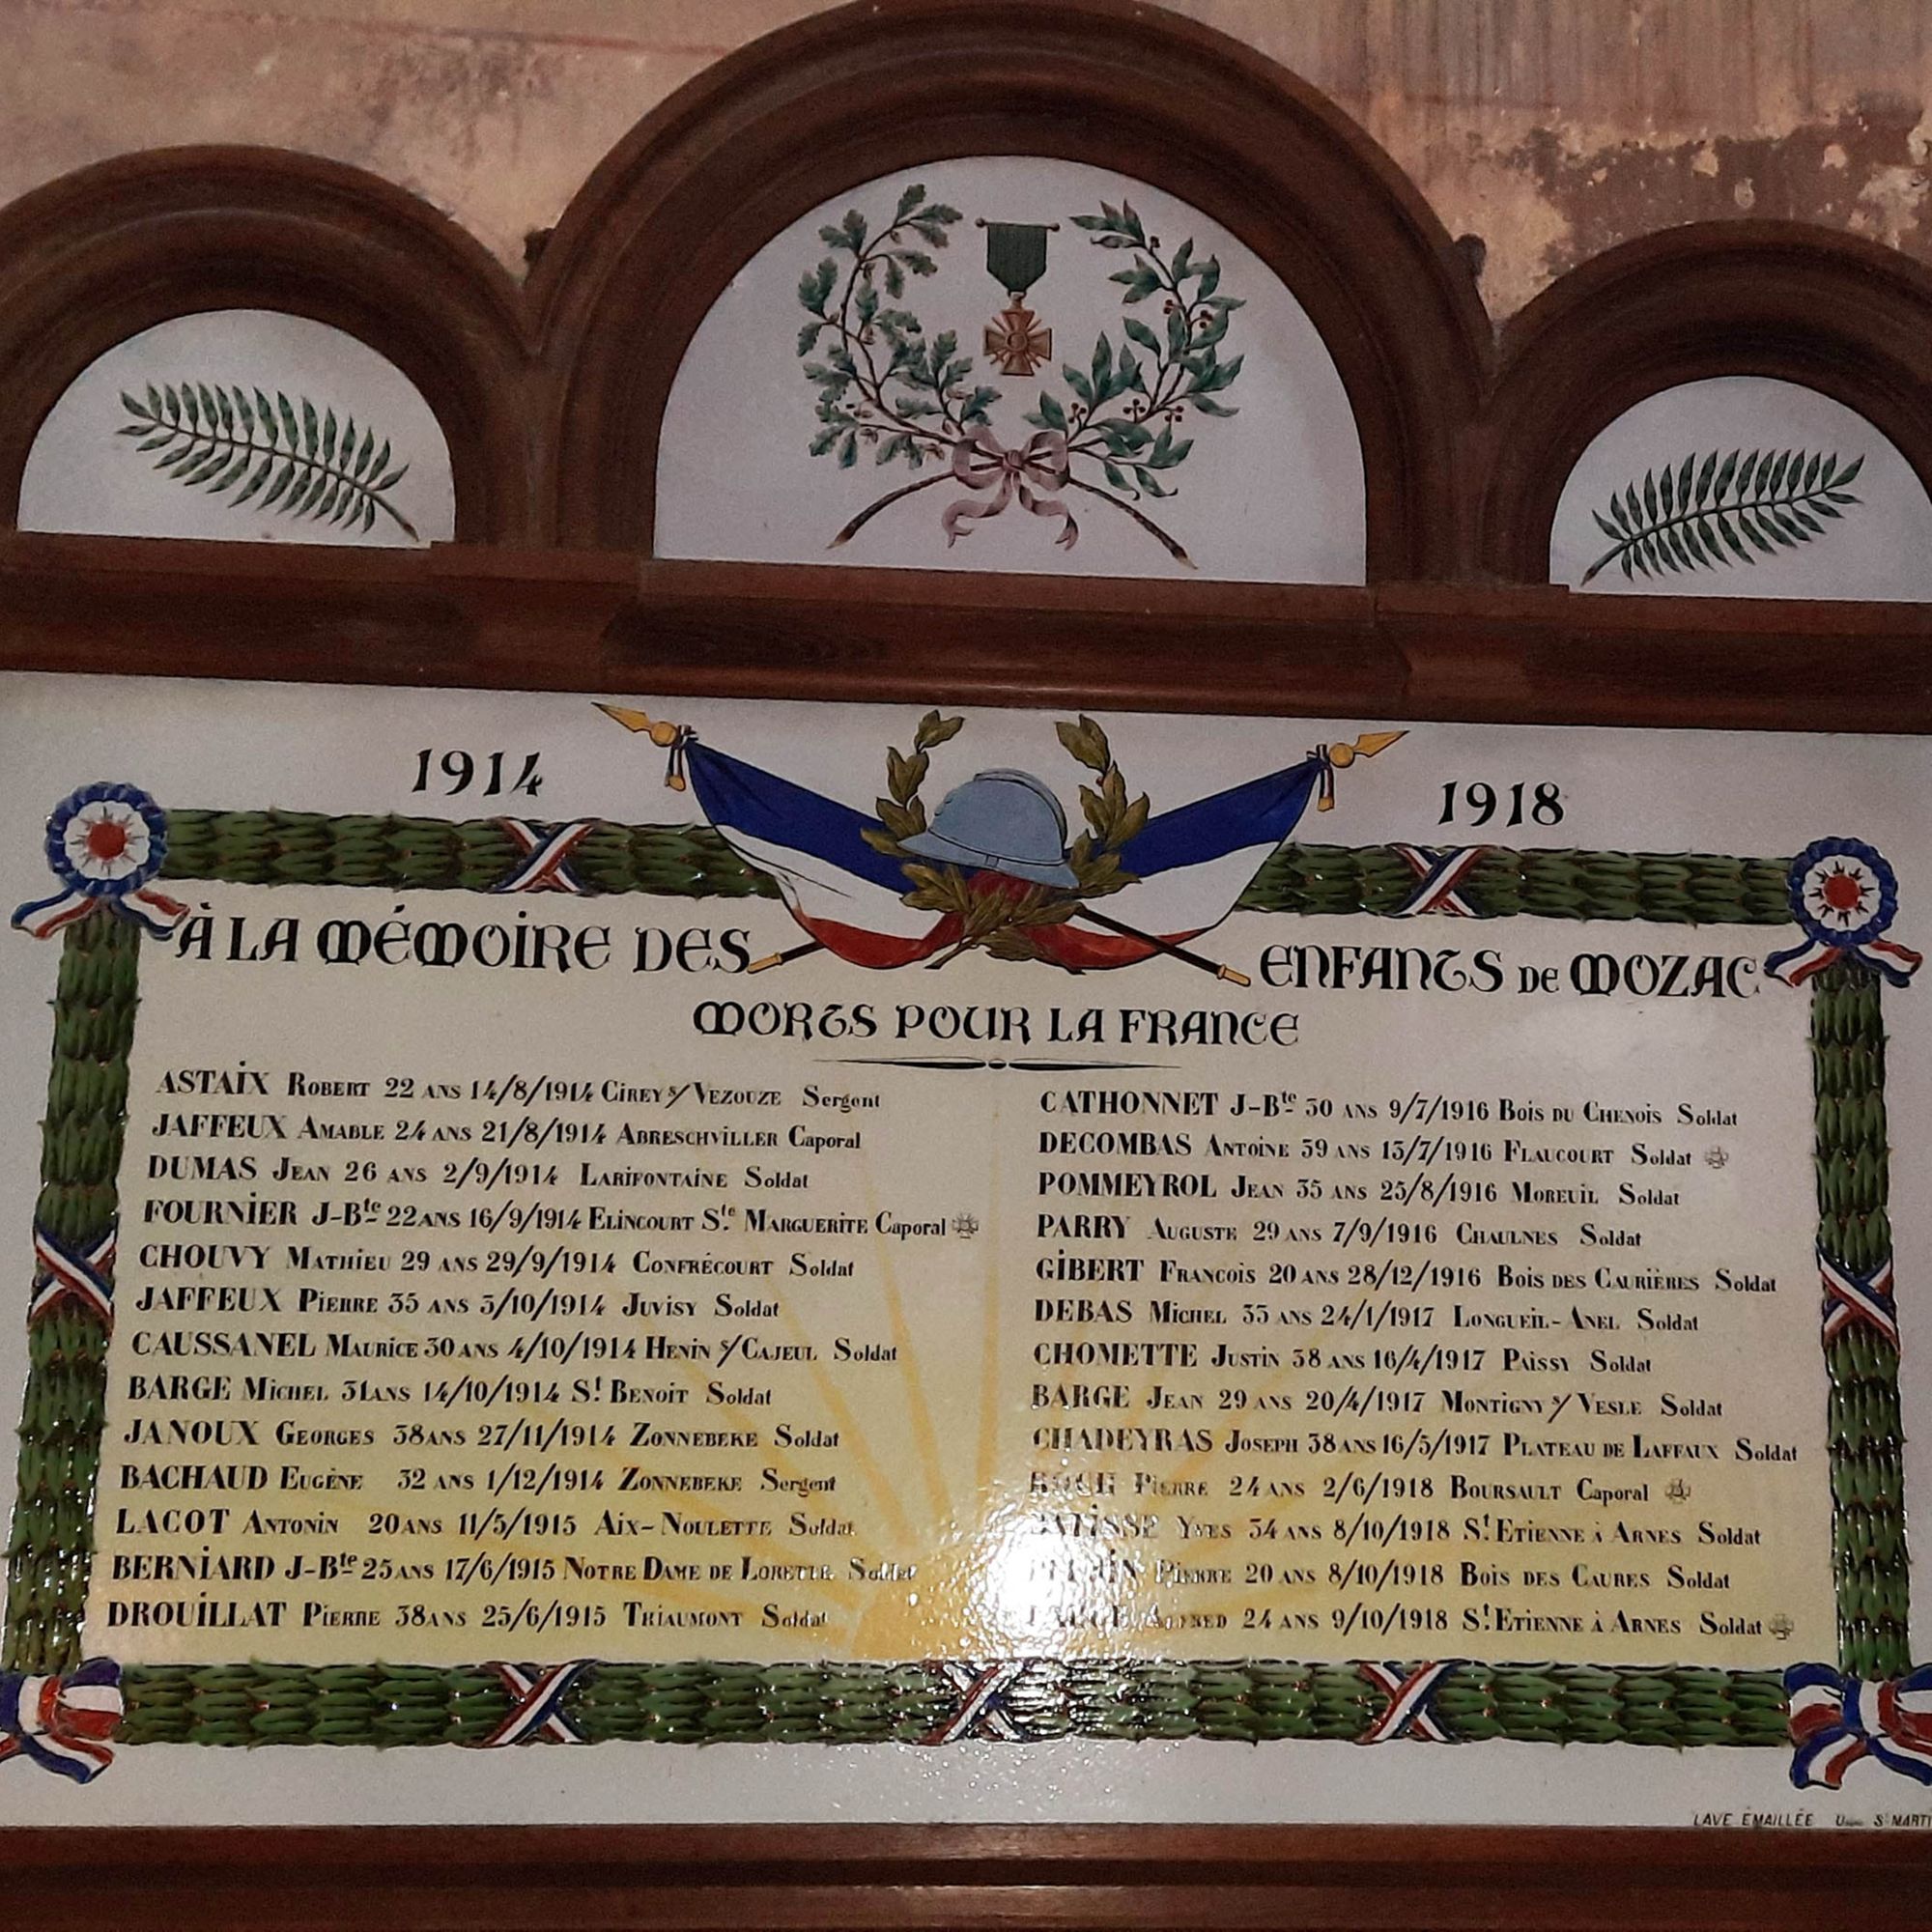 1914
1918
À LA MÉMOIRE DES
ENFANTS DE MOZAC
MORTS POUR LA FRANCE
ASTAIX ROBERT 22 ANS 14/8/1914 CIREY S/ VEZOUZE Sergent
JAFFEUX AMABLE 24 ANS 21/8/1914 ABRESCHVILLER Caporal
DUMAS JEAN 26 ANS 2/9/1914 LARIFONTAINE Soldat
FOURNIER J-Bte 22 ANS 16/9/1914 ELINCOURT Ste MARGUERITE Caporal
CHOUVY MATHIEU 29 ANS 29/9/1914 CONFRÉCOURT Soldat
JAFFEUX PIERRE 35 ANS 3/10/1914 JUVISY Soldat
CAUSSANEL MAURICE 30 ANS 4/10/1914 HENIN S/ CAJEUL Soldat
BARGE MICHEL 31 ANS 14/10/1914 St BENOIT Soldat
JANOUX GEORGES 38 ANS 27/11/1914 ZONNEBEKE Soldat
BACHAUD EUGÈNE 32 ANS 1/12/1914 ZONNEBEKE Sergent
LACOT ANTONIN 20 ANS 11/5/1915 AIX-NOULETTE Soldat
BERNIARD J-Bte 25 ANS 17/6/1915 NOTRE DAME DE LORETTE Soldat
DROUILLAT PIERRE 38 ANS 25/6/1915 THIAUMONT Soldat
CATHONNET J-Bte 30 ANS 9/7/1916 BOIS DU CHENOIS Soldat
DECOMBAS ANTOINE 39 ANS 13/7/1916 FLAUCOURT Soldat
POMMEYROL JEAN 35 ANS 25/8/1916 MOREUIL Soldat
PARRY AUGUSTE 29 ANS 7/9/1916 CHAULNES Soldat
GIBERT FRANCOIS 20 ANS 28/12/1916 BOIS DES CAURIÈRES Soldat
DEBAS MICHEL 33 ANS 24/1/1917 LONGUEIL-ANEL Soldat
CHOMETTE JUSTIN 38 ANS 16/4/1917 PAISSY Soldat
BARGE JEAN 29 ANS 20/4/1917 MONTIGNY S/ VESLE Soldat
CHADEYRAS JOSEPH 38 ANS 16/5/1917 PLATEAU DE LAFFAUX Soldat
PIERRE 24 ANS 2/6/1918 BOURSAULT Caporal
BATISSE YVES 34 ANS 8/10/1918 St ETIENNE À ARNES Soldat
PIERRE 20 ANS 8/10/1918 BOIS DES CAURES Soldat
ALFRED 24 ANS 9/10/1918 St ETIENNE À ARNES Soldat
LAVE EMAILLÉE St MARTI